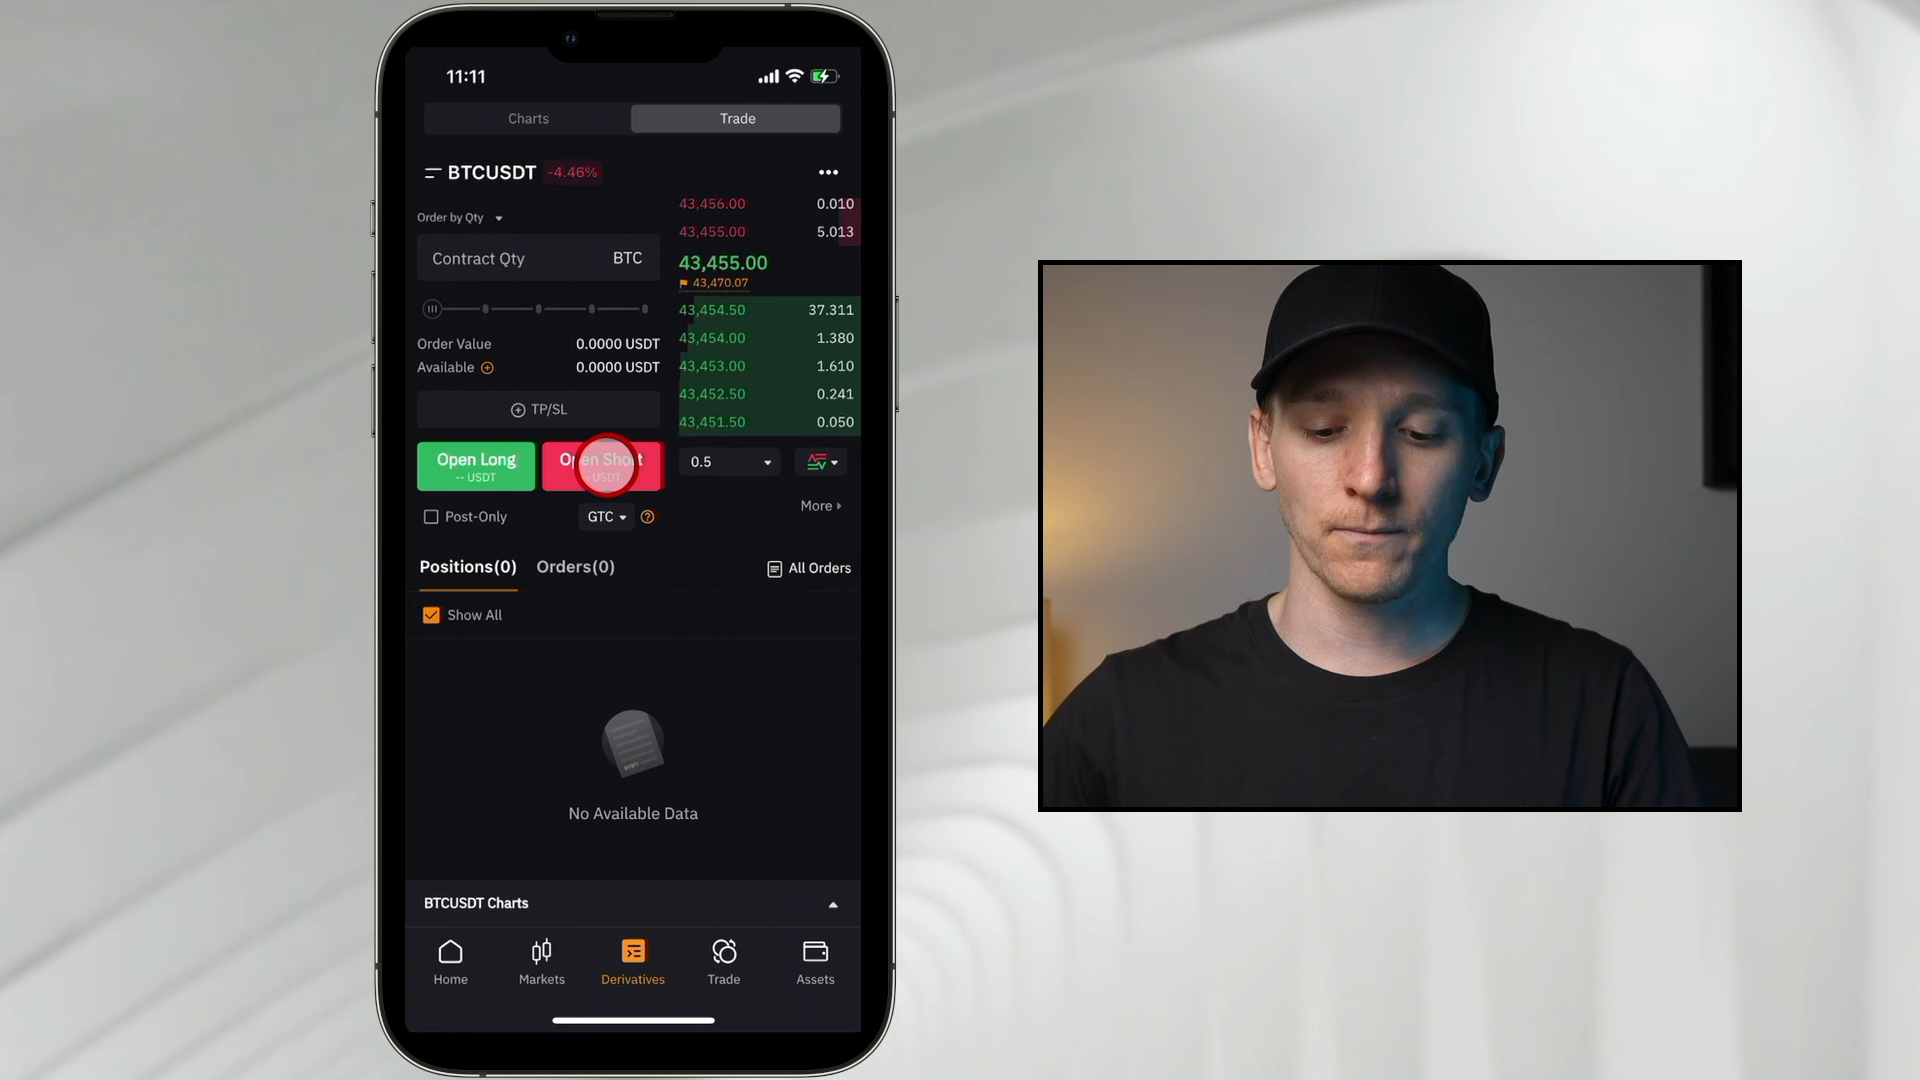 11:11
Charts
Trade
BTCUSDT -4.46%
Order by Qty
Contract Qty BTC
Order Value 0.0000 USDT
Available 0.0000 USDT
TP/SL
Open Long
-- USDT
Open Short
USDT
Post-Only
GTC
43,456.00 0.010
43,455.00 5.013
43,455.00
43,470.07
43,454.50 37.311
43,454.00 1.380
43,453.00 1.610
43,452.50 0.241
43,451.50 0.050
0.5
More
Positions(0) Orders(0) All Orders
Show All
No Available Data
BTCUSDT Charts
Home Markets Derivatives Trade Assets